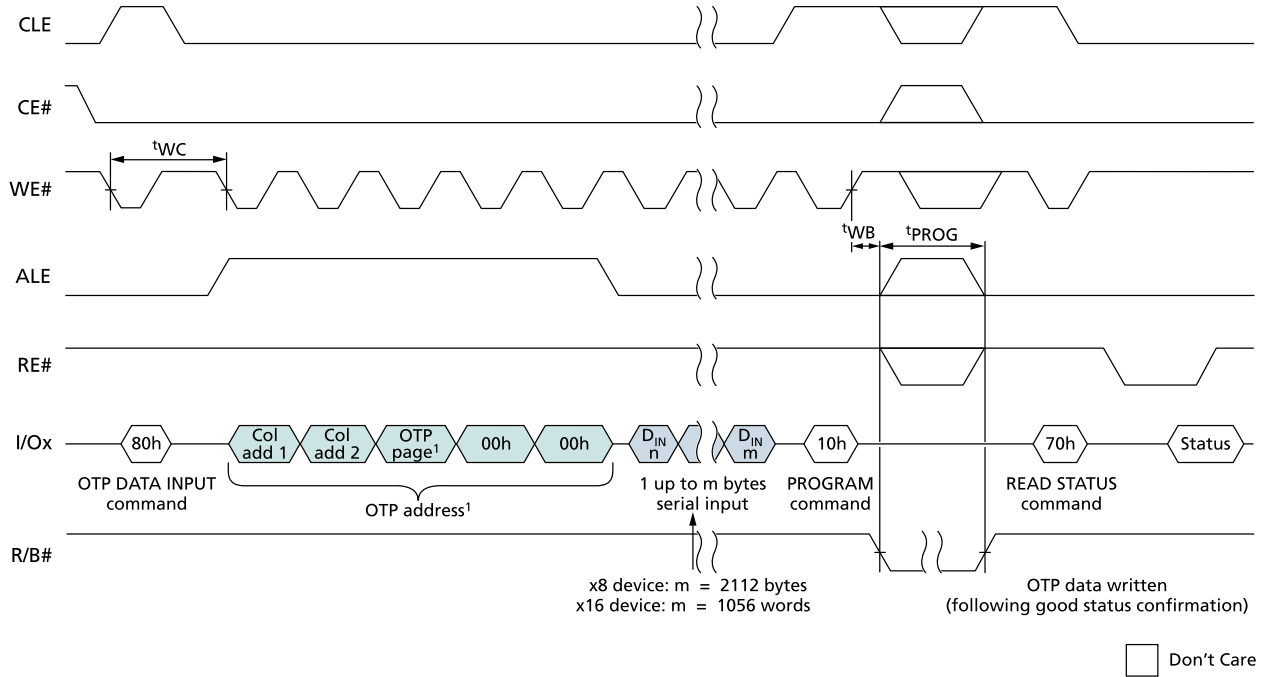 CLE
CE#
tWC
WE#
tWB
tPROG
ALE
RE#
I/Ox
80h
Col add 1
Col add 2
OTP page1
00h
00h
DIN n
DIN m
10h
70h
Status
OTP DATA INPUT
command
OTP address1
1 up to m bytes
serial input
PROGRAM
command
READ STATUS
command
R/B#
x8 device: m = 2112 bytes
x16 device: m = 1056 words
OTP data written
(following good status confirmation)
Don't Care